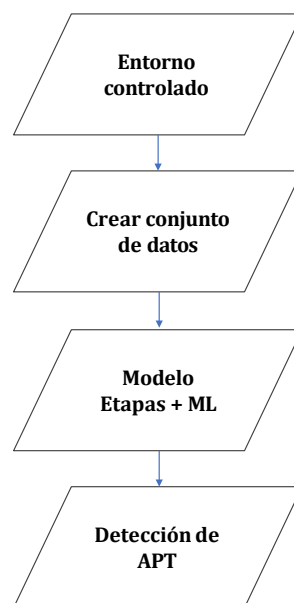 Entorno
controlado
Crear conjunto
de datos
Modelo
Etapas + ML
Detección de
APT